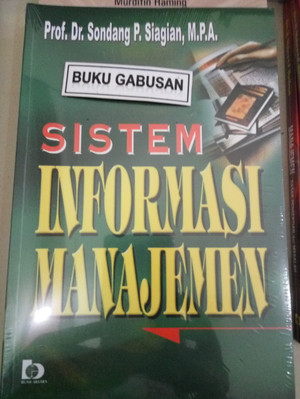 Murdifin Haming
Prof. Dr. Sondang P. Siagian, M.P.A.
BUKU GABUSAN
SISTEM
INFORMASI
MANAJEMEN